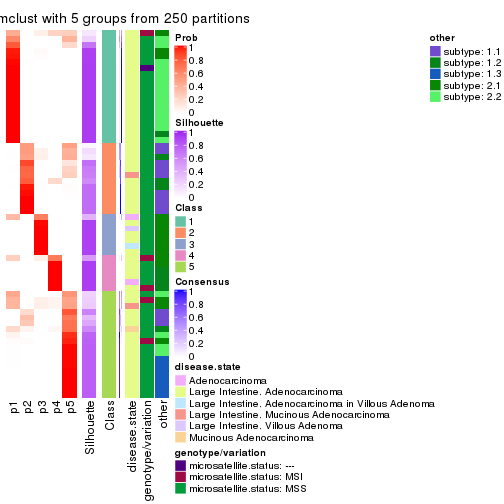 mclust with 5 groups from 250 partitions
Prob
1
0.8
0.6
0.4
0.2
0
Silhouette
1
0.8
0.6
0.4
0.2
0
Class
1
2
3
4
5
Consensus
1
0.8
0.6
0.4
0.2
0
disease.state
Adenocarcinoma
Large Intestine. Adenocarcinoma
Large Intestine. Adenocarcinoma in Villous Adenoma
Large Intestine. Mucinous Adenocarcinoma
Large Intestine. Villous Adenoma
Mucinous Adenocarcinoma
genotype/variation
microsatellite.status: ---
microsatellite.status: MSI
microsatellite.status: MSS
other
subtype: 1.1
subtype: 1.2
subtype: 1.3
subtype: 2.1
subtype: 2.2
p1
p2
p3
p4
p5
Silhouette
Class
disease.state
genotype/variation
other